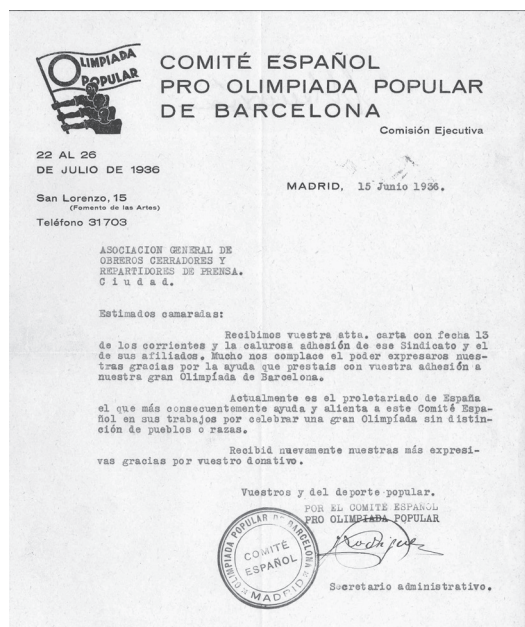 OLIMPIADA
POPULAR
COMITÉ ESPAÑOL
PRO OLIMPIADA POPULAR
DE BARCELONA
Comisión Ejecutiva
22 AL 26
DE JULIO DE 1936
San Lorenzo, 15
(Fomento de las Artes)
Teléfono 31703
MADRID, 15 Junio 1936.
ASOCIACION GENERAL DE
OBREROS CERRADORES Y
REPARTIDORES DE PRENSA.
C i u d a d.
Estimados camaradas:
Recibimos vuestra atta. carta con fecha 13
de los corrientes y la calurosa adhesión de ese Sindicato y el
de sus afiliados. Mucho nos complace el poder expresaros nues-
tras gracias por la ayuda que prestais con vuestra adhesión a
nuestra gran Olimpíada de Barcelona.
Actualmente es el proletariado de España
el que más consecuentemente ayuda y alienta a este Comité Espa-
ñol en sus trabajos por celebrar una gran Olimpíada sin distin-
ción de pueblos o razas.
Recibid nuevamente nuestras más expresi-
vas gracias por vuestro donativo.
Vuestros y del deporte popular.
POR EL COMITE ESPAÑOL
PRO OLIMPIADA POPULAR
OLIMPIADA POPULAR DE BARCELONA
COMITÉ
ESPAÑOL
MADRID
Rodríguez
Secretario administrativo.